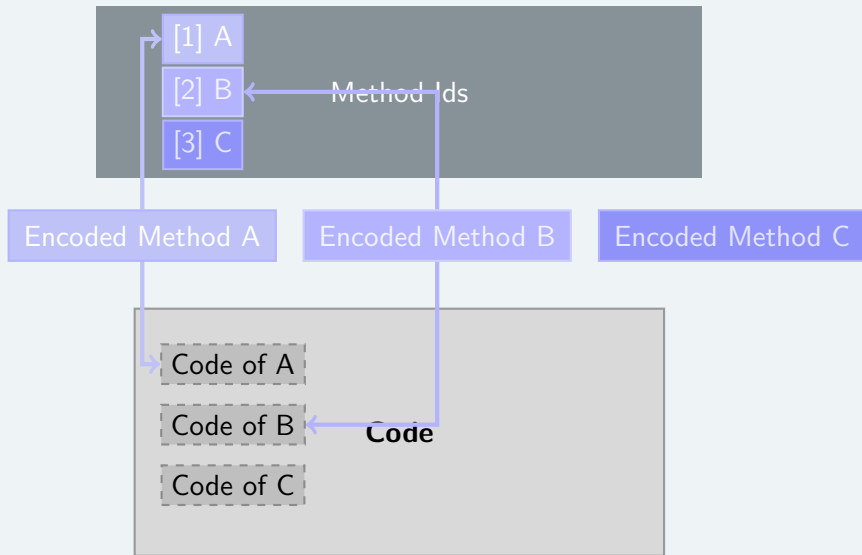 [1] A
[2] B
Method Ids
[3] C
Encoded Method A
Encoded Method B
Encoded Method C
Code of A
Code of B
Code
Code of C